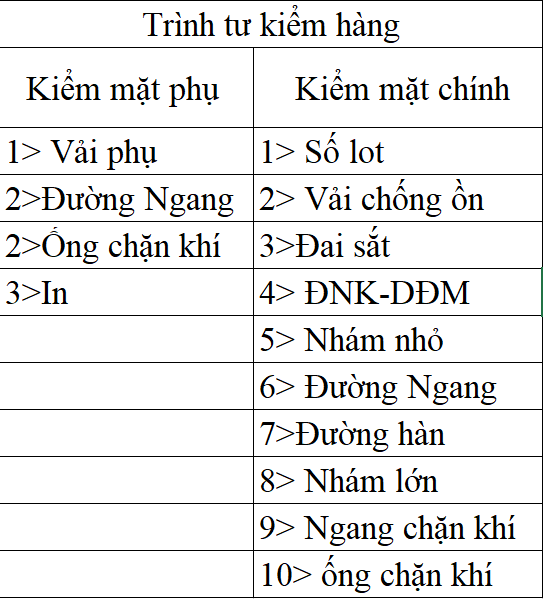 Trình tư kiểm hàng
Kiểm mặt phụ Kiểm mặt chính
1> Vải phụ 1> Số lot
2>Đường Ngang 2> Vải chống ồn
2>Ống chặn khí 3>Đai sắt
3>In 4> ĐNK-DĐM
5> Nhám nhỏ
6> Đường Ngang
7>Đường hàn
8> Nhám lớn
9> Ngang chặn khí
10> ống chặn khí